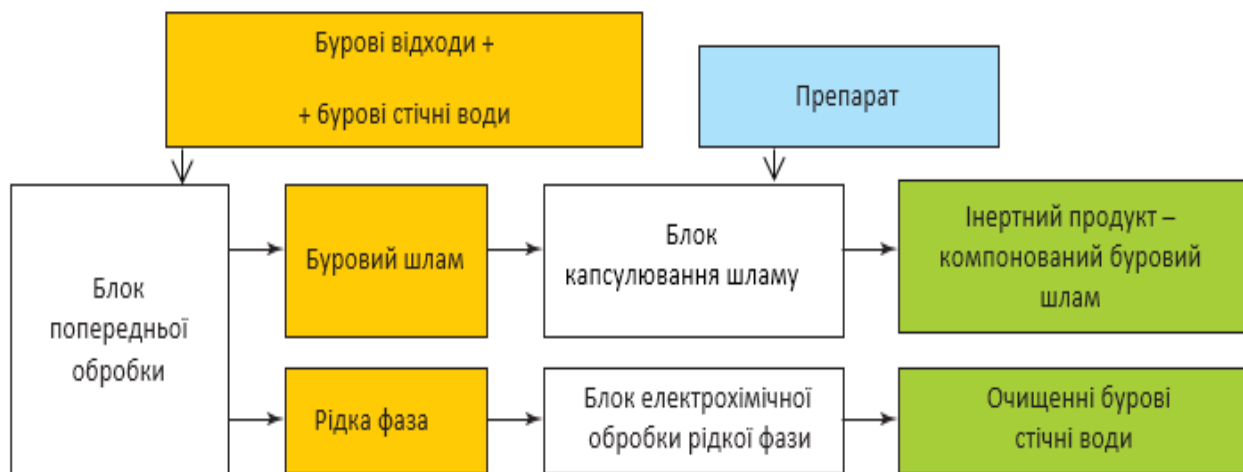 Бурові відходи +
+ бурові стічні води
Препарат
Блок
попередньої
обробки
Буровий шлам
Блок
капсулювання шламу
Інертний продукт –
компонований буровий
шлам
Рідка фаза
Блок електрохімічної
обробки рідкої фази
Очищенні бурові
стічні води